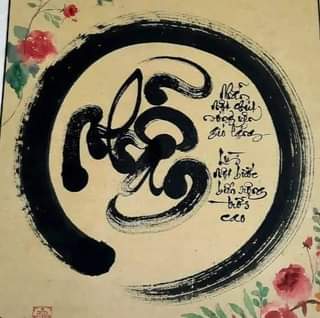 Nhẫn
Nhẫn
một chút
sóng yên
gió lặng
Lùi
một bước
biển rộng
trời
cao